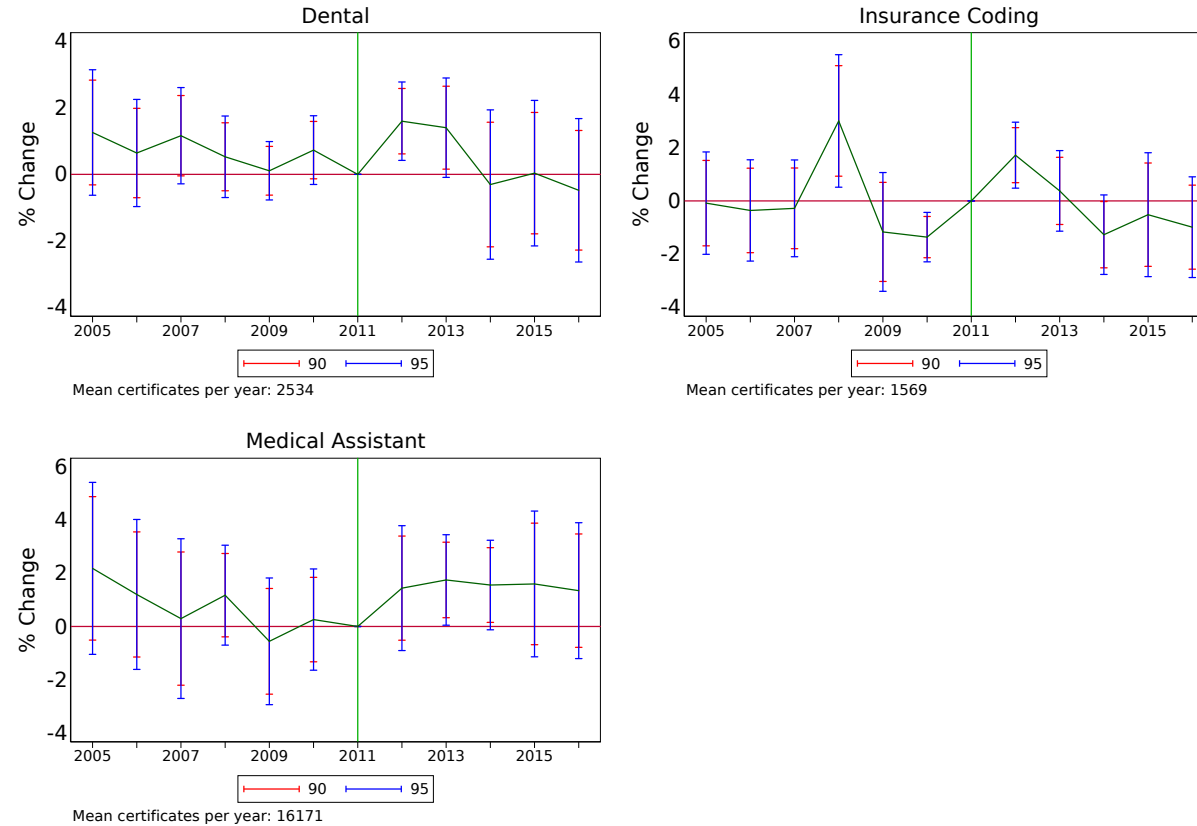 Dental
% Change
4
2
0
-2
-4
2005 2007 2009 2011 2013 2015
90 95
Mean certificates per year: 2534
Insurance Coding
% Change
6
4
2
0
-2
-4
2005 2007 2009 2011 2013 2015
90 95
Mean certificates per year: 1569
Medical Assistant
% Change
6
4
2
0
-2
-4
2005 2007 2009 2011 2013 2015
90 95
Mean certificates per year: 16171